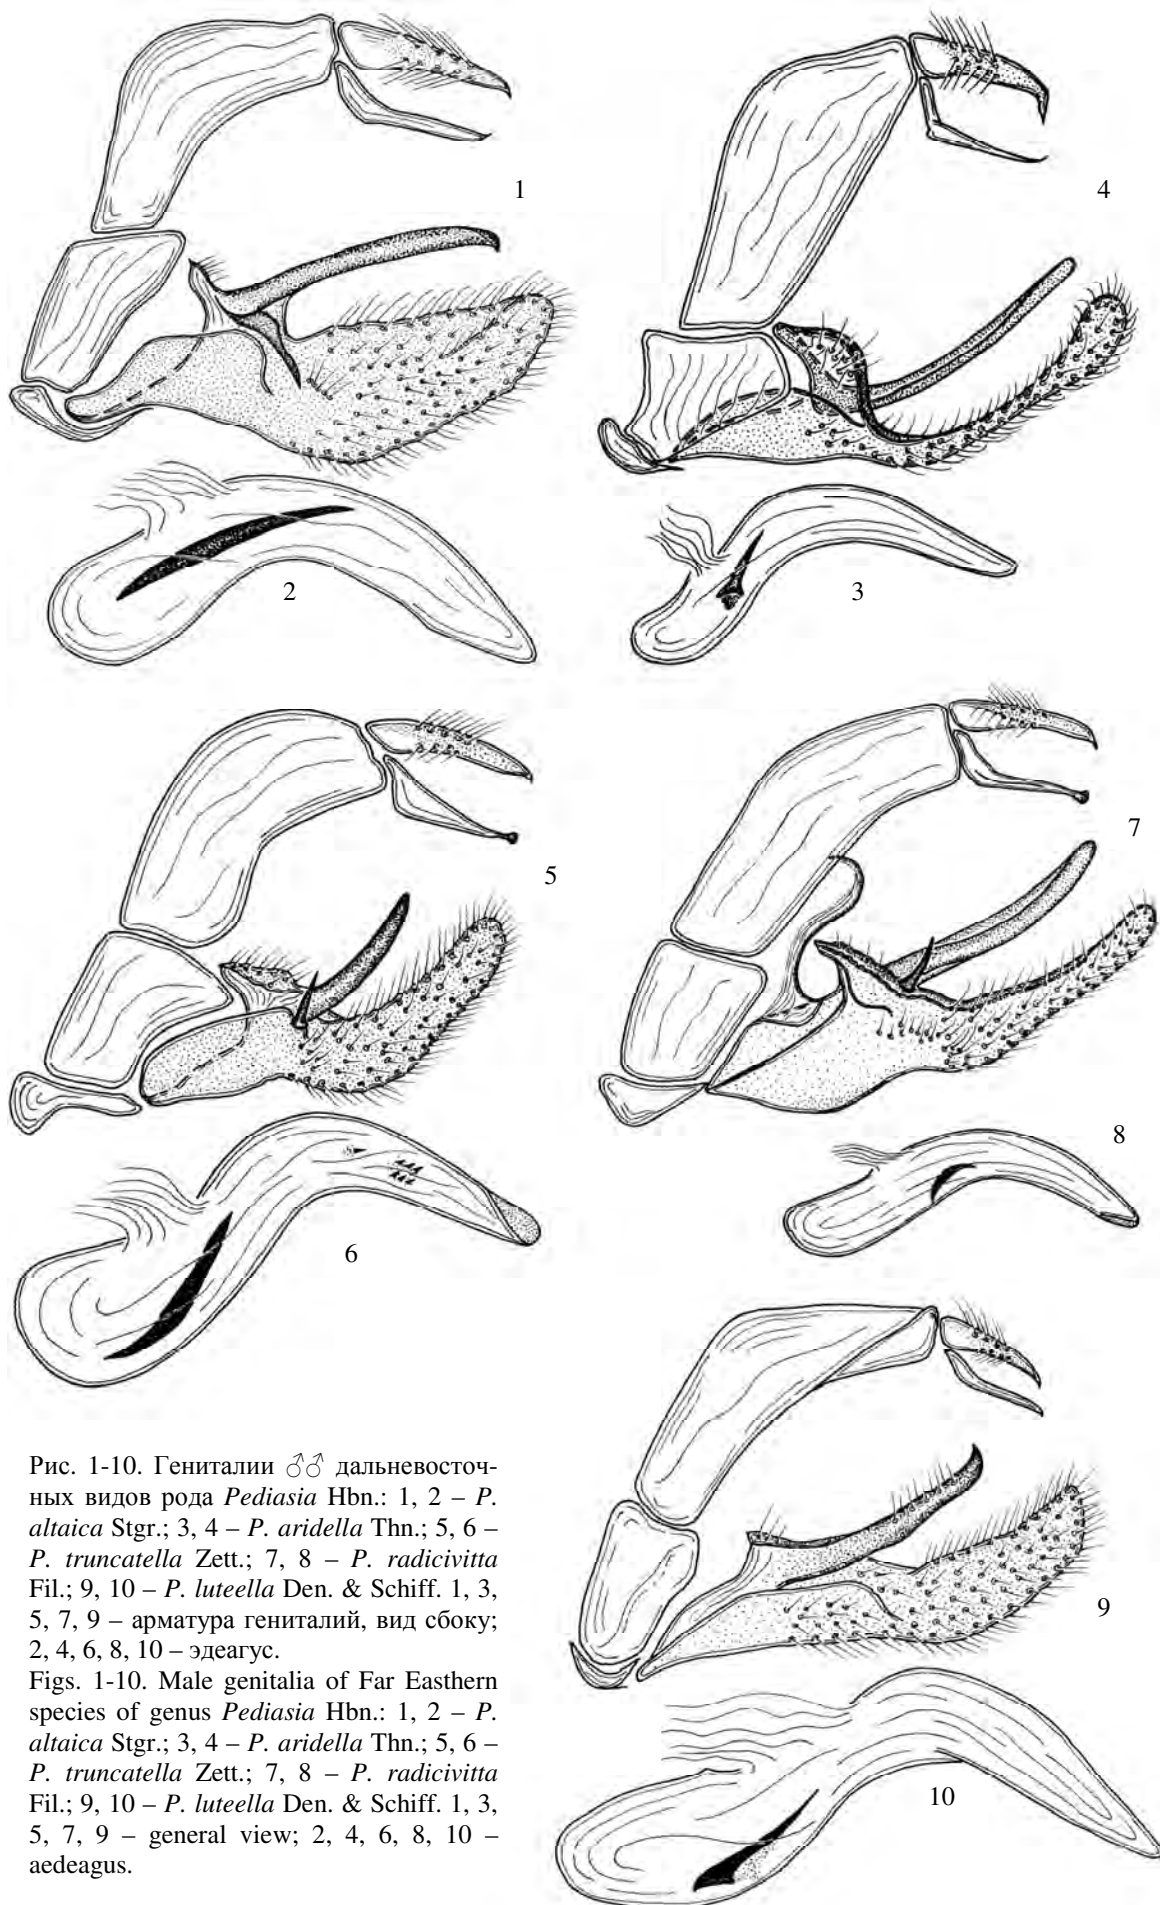 1
4
2
3
5
7
6
8
9
10
Рис. 1-10. Гениталии ♂♂ дальневосточ-
ных видов рода Pediasia Hbn.: 1, 2 – P.
altaica Stgr.; 3, 4 – P. aridella Thn.; 5, 6 –
P. truncatella Zett.; 7, 8 – P. radicivitta
Fil.; 9, 10 – P. luteella Den. & Schiff. 1, 3,
5, 7, 9 – арматура гениталий, вид сбоку;
2, 4, 6, 8, 10 – эдеагус.
Figs. 1-10. Male genitalia of Far Easthern
species of genus Pediasia Hbn.: 1, 2 – P.
altaica Stgr.; 3, 4 – P. aridella Thn.; 5, 6 –
P. truncatella Zett.; 7, 8 – P. radicivitta
Fil.; 9, 10 – P. luteella Den. & Schiff. 1, 3,
5, 7, 9 – general view; 2, 4, 6, 8, 10 –
aedeagus.